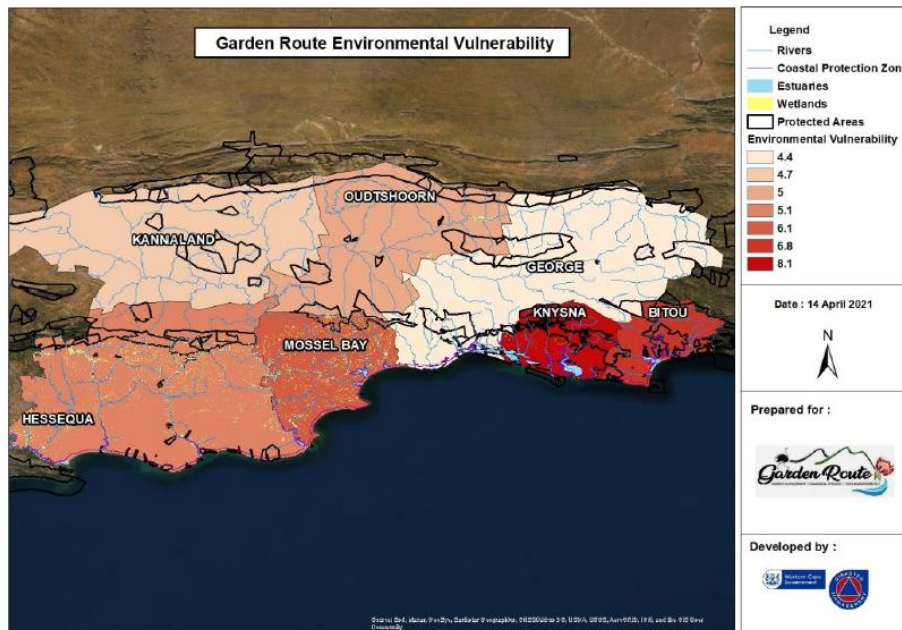 Garden Route Environmental Vulnerability
OUDTSHOORN
KANNALAND
GEORGE
KNYSNA
BITOU
MOSSEL BAY
HESSEQUA
Legend
Rivers
Coastal Protection Zon
Estuaries
Wetlands
Protected Areas
Environmental Vulnerability
4.4
4.7
5
5.1
6.1
6.8
8.1
Date : 14 April 2021
N
Prepared for :
Garden Route
Developed by :
Western Cape
Government
DISASTER
MANAGEMENT